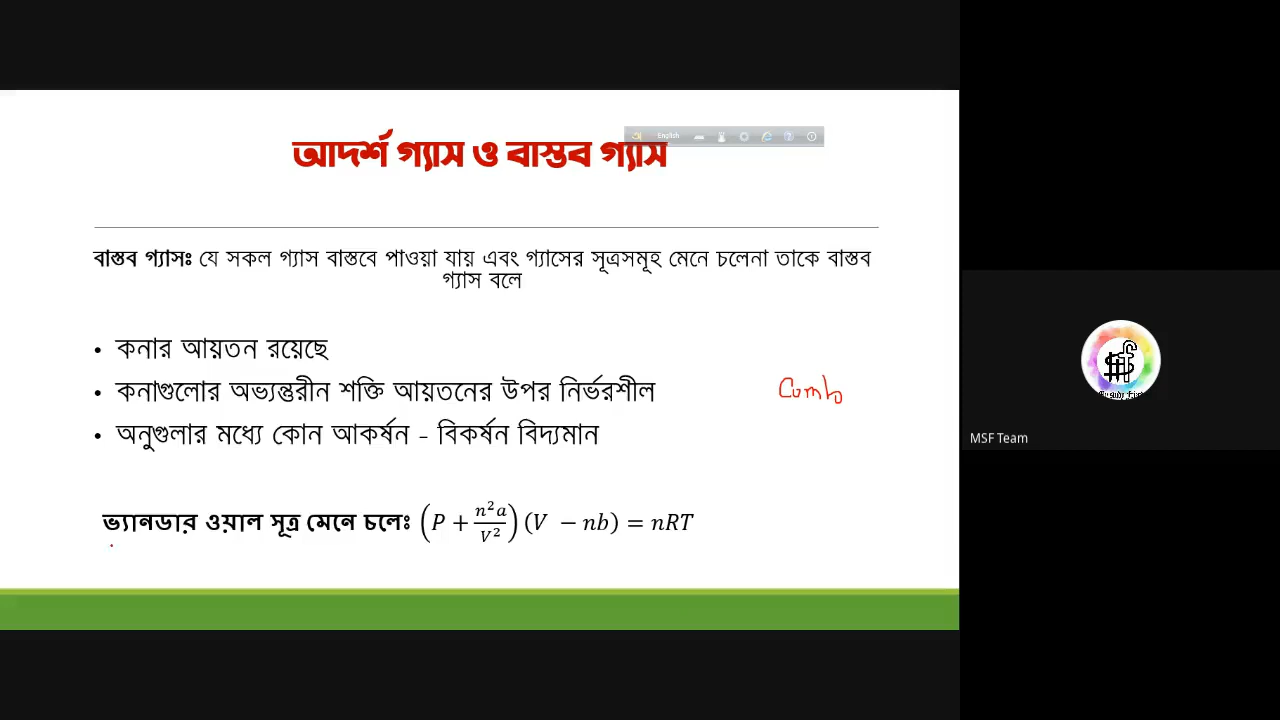 আদর্শ গ্যাস ও বাস্তব গ্যাস
English
বাস্তব গ্যাসঃ যে সকল গ্যাস বাস্তবে পাওয়া যায় এবং গ্যাসের সূত্রসমূহ মেনে চলেনা তাকে বাস্তব
গ্যাস বলে
• কনার আয়তন রয়েছে
• কনাগুলোর অভ্যন্তুরীন শক্তি আয়তনের উপর নির্ভরশীল
Comb
• অনুগুলার মধ্যে কোন আকর্ষন - বিকর্ষন বিদ্যমান
ভ্যানডার ওয়াল সূত্র মেনে চলেঃ (P + n²a/V²) (V − nb) = nRT
MSF Team